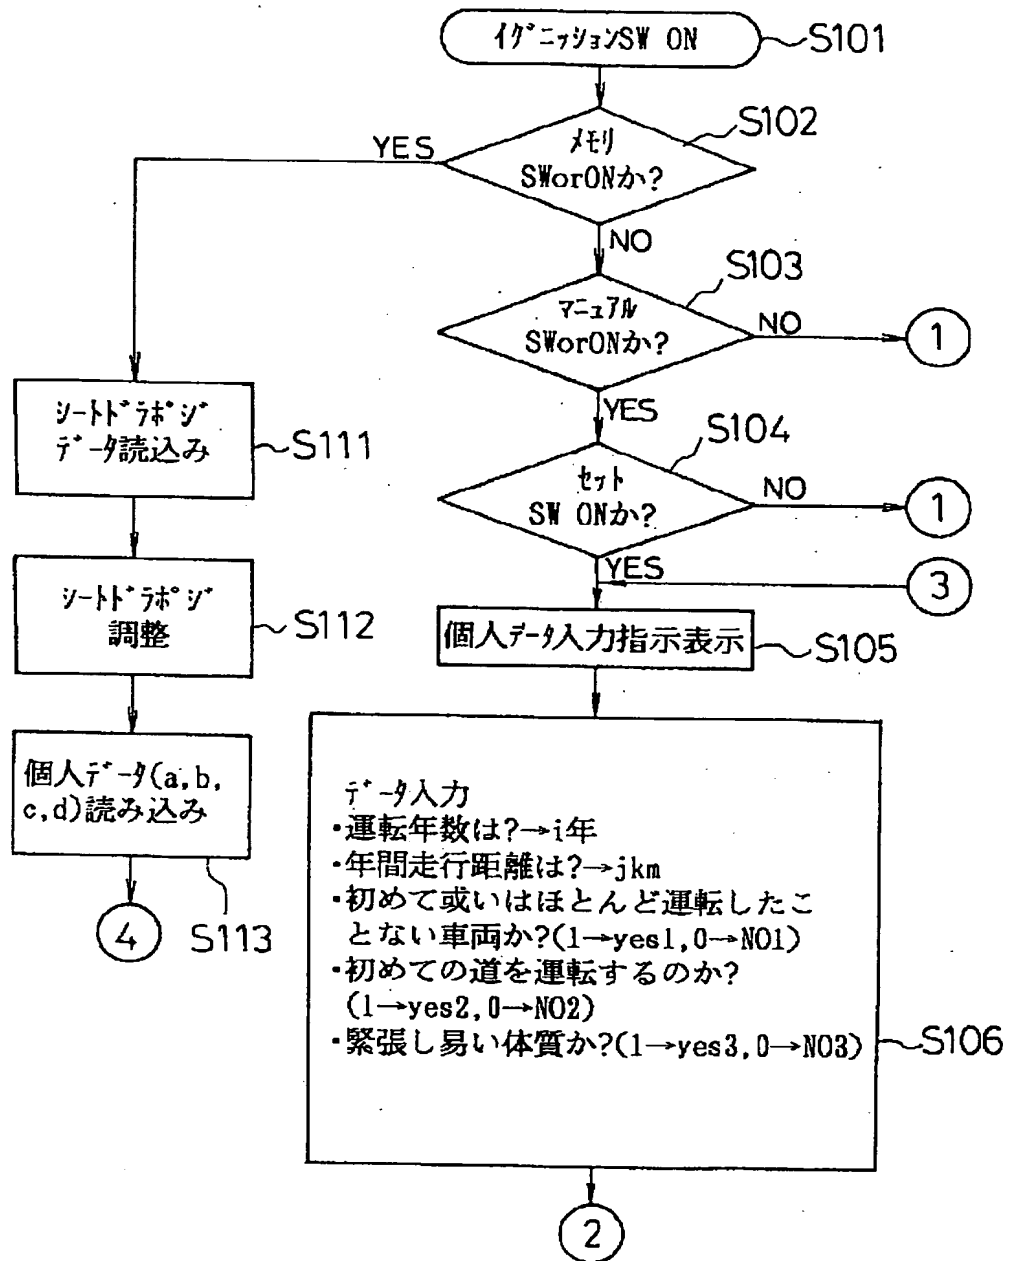 イグニッションSW ON
S101
メモリ
SWorONか?
S102
YES
NO
マニュアル
SWorONか?
S103
NO
1
YES
セット
SW ONか?
S104
NO
1
YES
3
シートドラポジ
データ読込み
S111
シートドラポジ
調整
S112
個人データ(a,b,
c,d)読み込み
S113
4
個人データ入力指示表示
S105
データ入力
・運転年数は?→i年
・年間走行距離は?→jkm
・初めて或いはほとんど運転したこ
とない車両か?(1→yes1,0→NO1)
・初めての道を運転するのか?
(1→yes2,0→NO2)
・緊張し易い体質か?(1→yes3,0→NO3)
S106
2